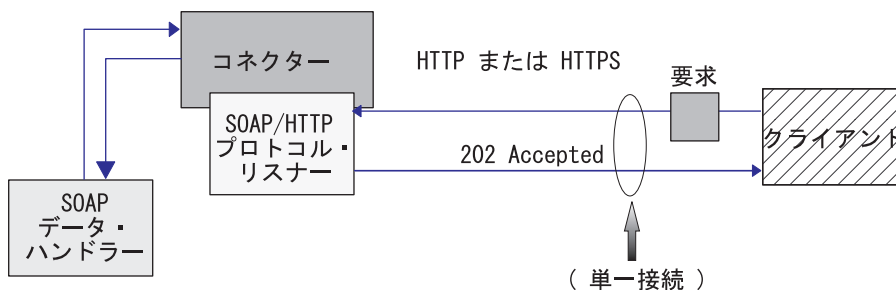 コネクター
HTTP または HTTPS
要求
SOAP/HTTP
プロトコル・
リスナー
クライアント
202 Accepted
SOAP
データ・
ハンドラー
( 単一接続 )